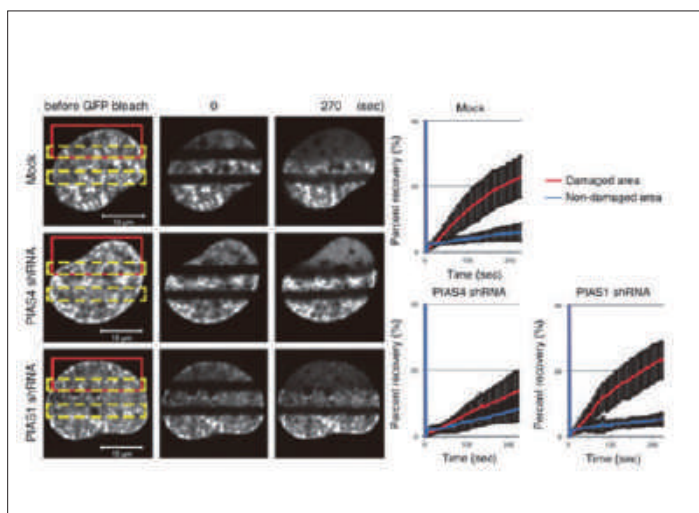 before GFP bleach
0
270 (sec)
Mock
Mock
Percent recovery (%)
Damaged area
Non-damaged area
Time (sec)
10 μm
PIAS4 shRNA
10 μm
PIAS4 shRNA
PIAS1 shRNA
Percent recovery (%)
Percent recovery (%)
PIAS1 shRNA
10 μm
Time (sec)
Time (sec)